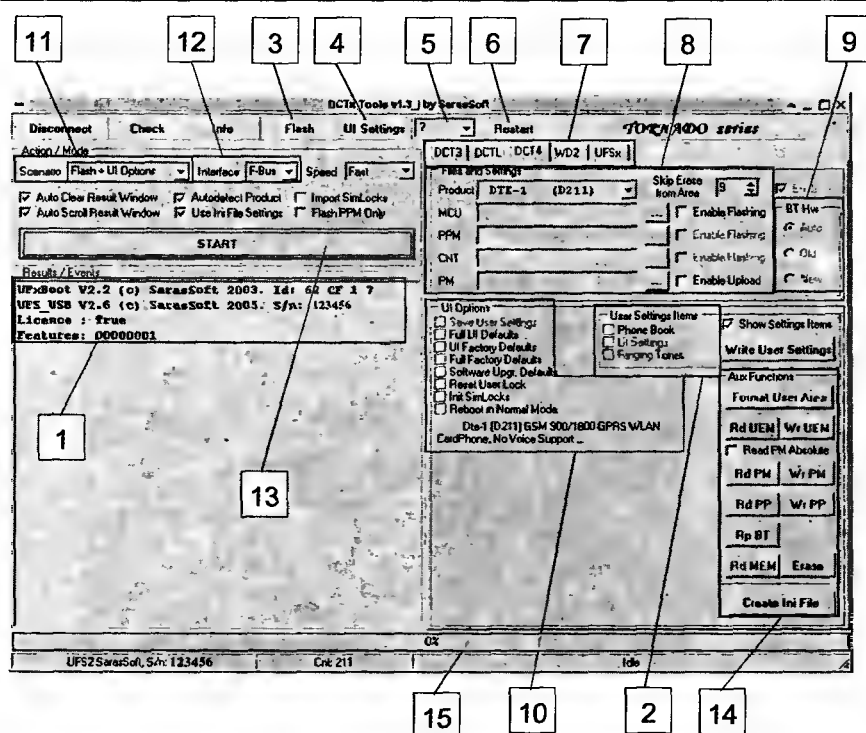 11 12 3 4 5 6 7 8 9
DCTx Tools v1.3_j by SarasSoft
Disconnect Check Info Flash UI Settings ? Restart TORNADO series
Action / Mode
Scenario Flash + UI Options Interface F-Bus Speed Fast
Auto Clear Result Window Autodetect Product Import SimLocks
Auto Scroll Result Window Use Ini File Settings Flash PPM Only
START
Results / Events
UFxBoot V2.2 (c) SarasSoft 2003. Id: 62 CF 1 7
UFS_USB V2.6 (c) SarasSoft 2005. S/n: 123456
Licence : True
Features: 00000001
DCT3 DCTL DCT4 WD2 UFSx
Files and Settings
Product DTE-1 (D211) Skip Erase from Area 9
MCU ... Enable Flashing
PPM ... Enable Flashing
CNT ... Enable Flashing
PM ... Enable Upload
BT Hw
Auto
Old
New
UI Options
Save User Settings
Full UI Defaults
UI Factory Defaults
Full Factory Defaults
Software Upgr. Defaults
Reset User Lock
Init SimLocks
Reboot in Normal Mode
Dte-1 [D211] GSM 900/1800 GPRS WLAN
CardPhone, No Voice Support ...
User Settings Items
Phone Book
UI Settings
Ringing Tones
Show Settings Items
Write User Settings
Aux Functions
Format User Area
Rd UEM Wr UEM
Read PM Absolute
Rd PM Wr PM
Rd PP Wr PP
Rp BT
Rd MEM Erase
Create Ini File
1 13
0%
UFS2 SarasSoft, S/n: 123456 Cnt: 211 Idle
15 10 2 14